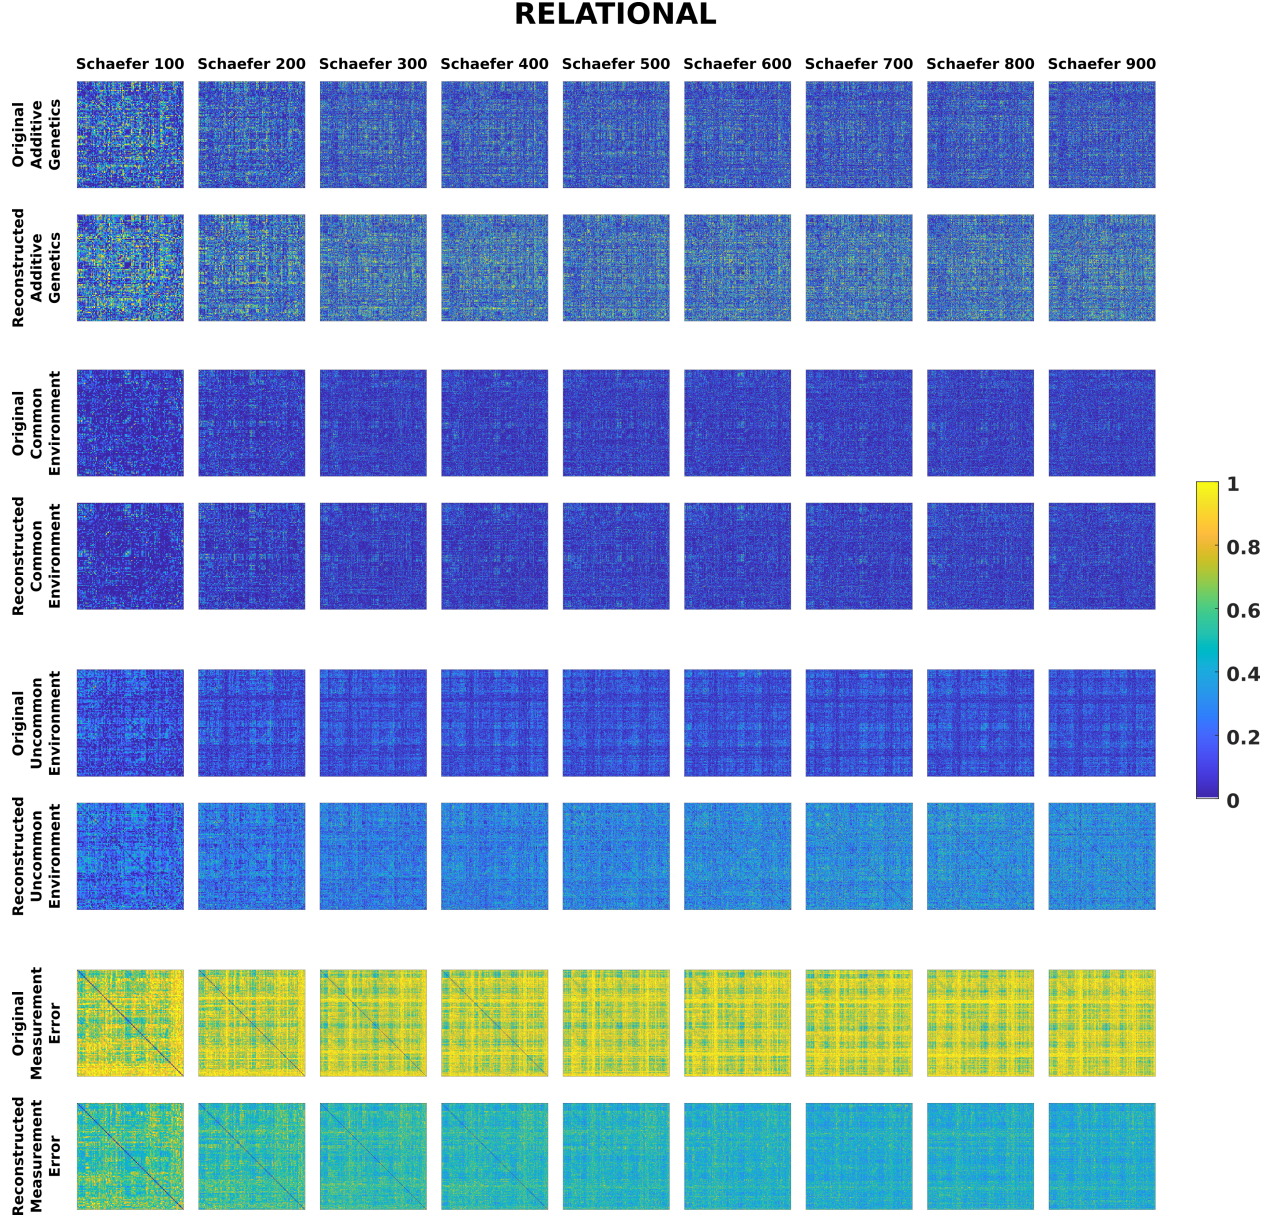 RELATIONAL
Schaefer 100 Schaefer 200 Schaefer 300 Schaefer 400 Schaefer 500 Schaefer 600 Schaefer 700 Schaefer 800 Schaefer 900
Original
Additive
Genetics
Reconstructed
Additive
Genetics
Original
Common
Environment
Reconstructed
Common
Environment
Original
Uncommon
Environment
Reconstructed
Uncommon
Environment
Original
Measurement
Error
Reconstructed
Measurement
Error
1
0.8
0.6
0.4
0.2
0